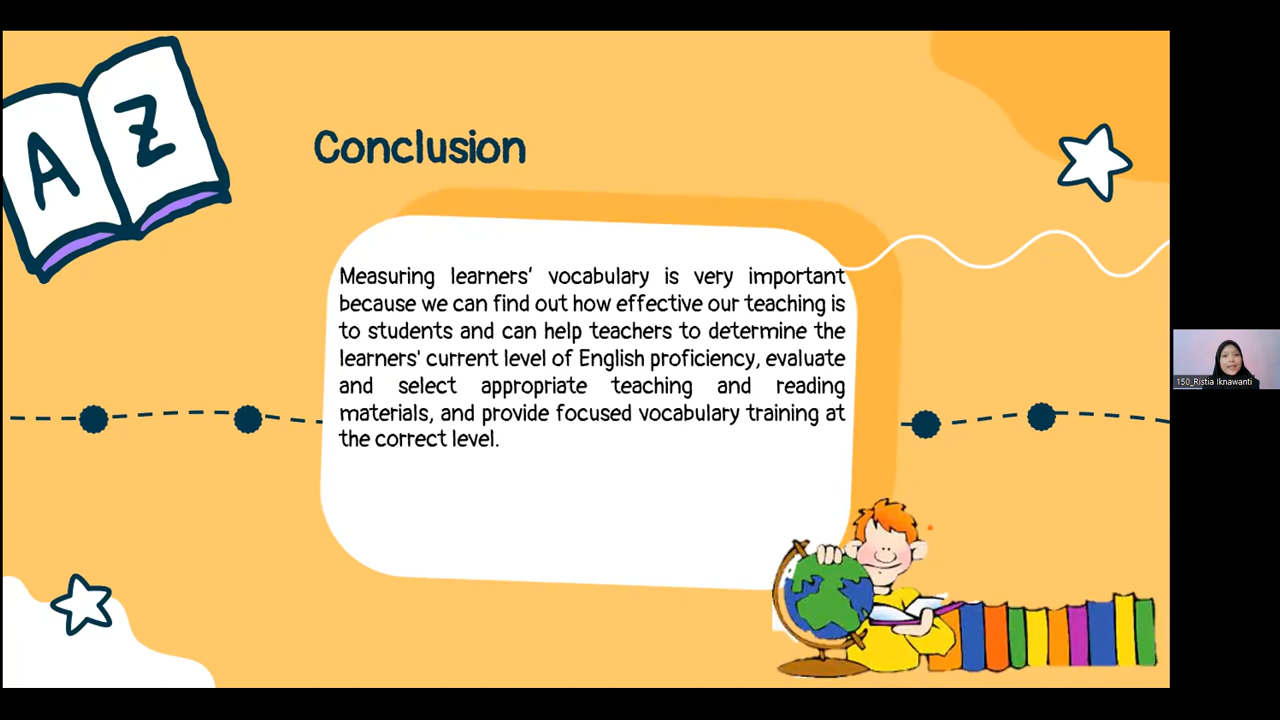 A Z
Conclusion
Measuring learners' vocabulary is very important
because we can find out how effective our teaching is
to students and can help teachers to determine the
learners' current level of English proficiency, evaluate
and select appropriate teaching and reading
materials, and provide focused vocabulary training at
the correct level.
150_Ristia Iknawanti